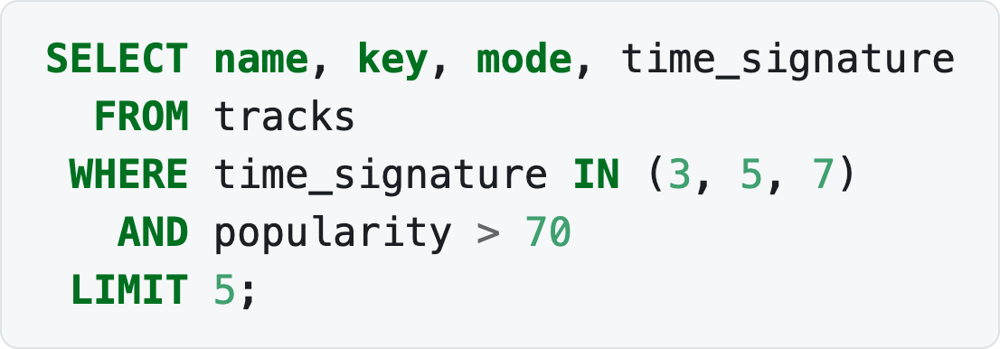 SELECT name, key, mode, time_signature
FROM tracks
WHERE time_signature IN (3, 5, 7)
AND popularity > 70
LIMIT 5;